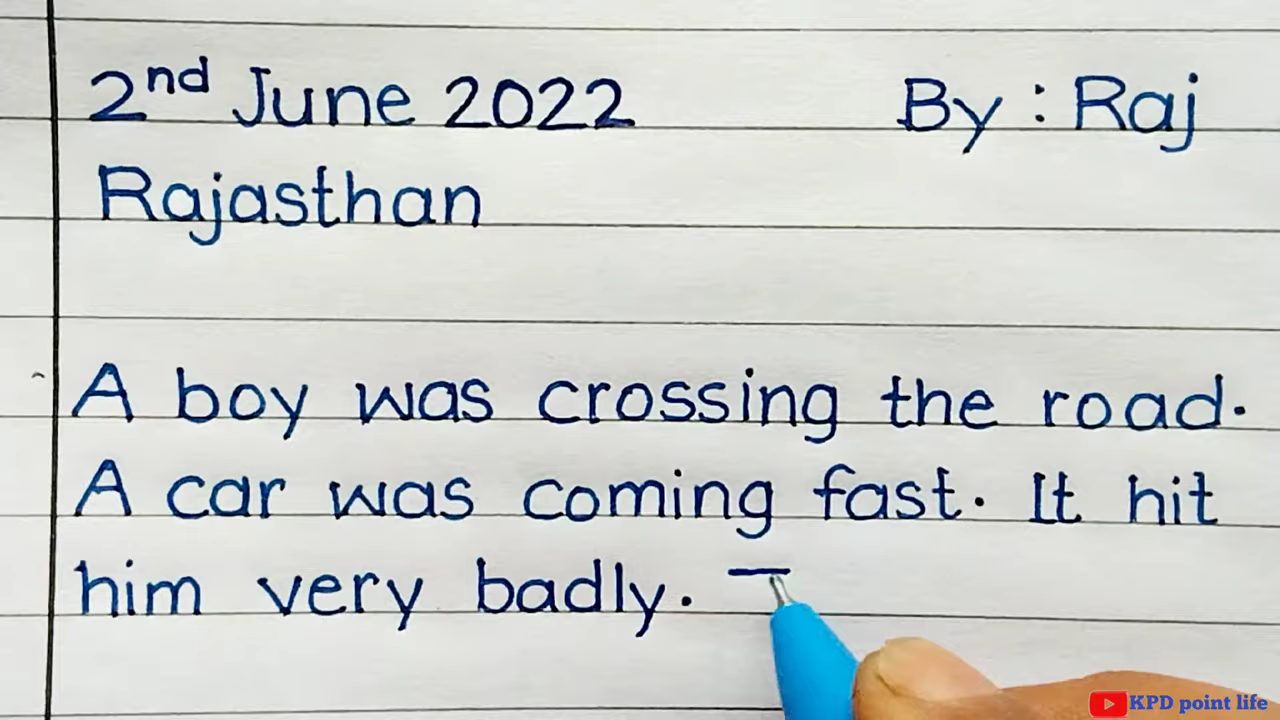 2nd June 2022 By : Raj
Rajasthan
A boy was crossing the road.
A car was coming fast. It hit
him very badly.
KPD point life